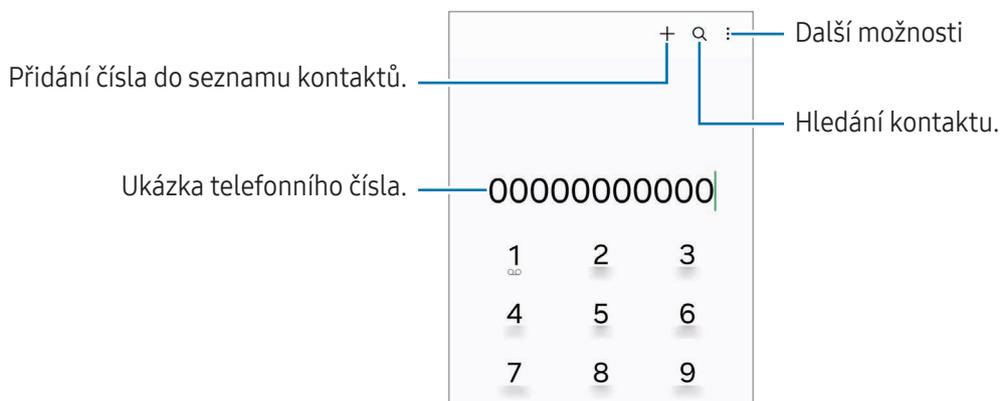 Další možnosti
Přidání čísla do seznamu kontaktů.
Hledání kontaktu.
Ukázka telefonního čísla.
00000000000
1 2 3
4 5 6
7 8 9